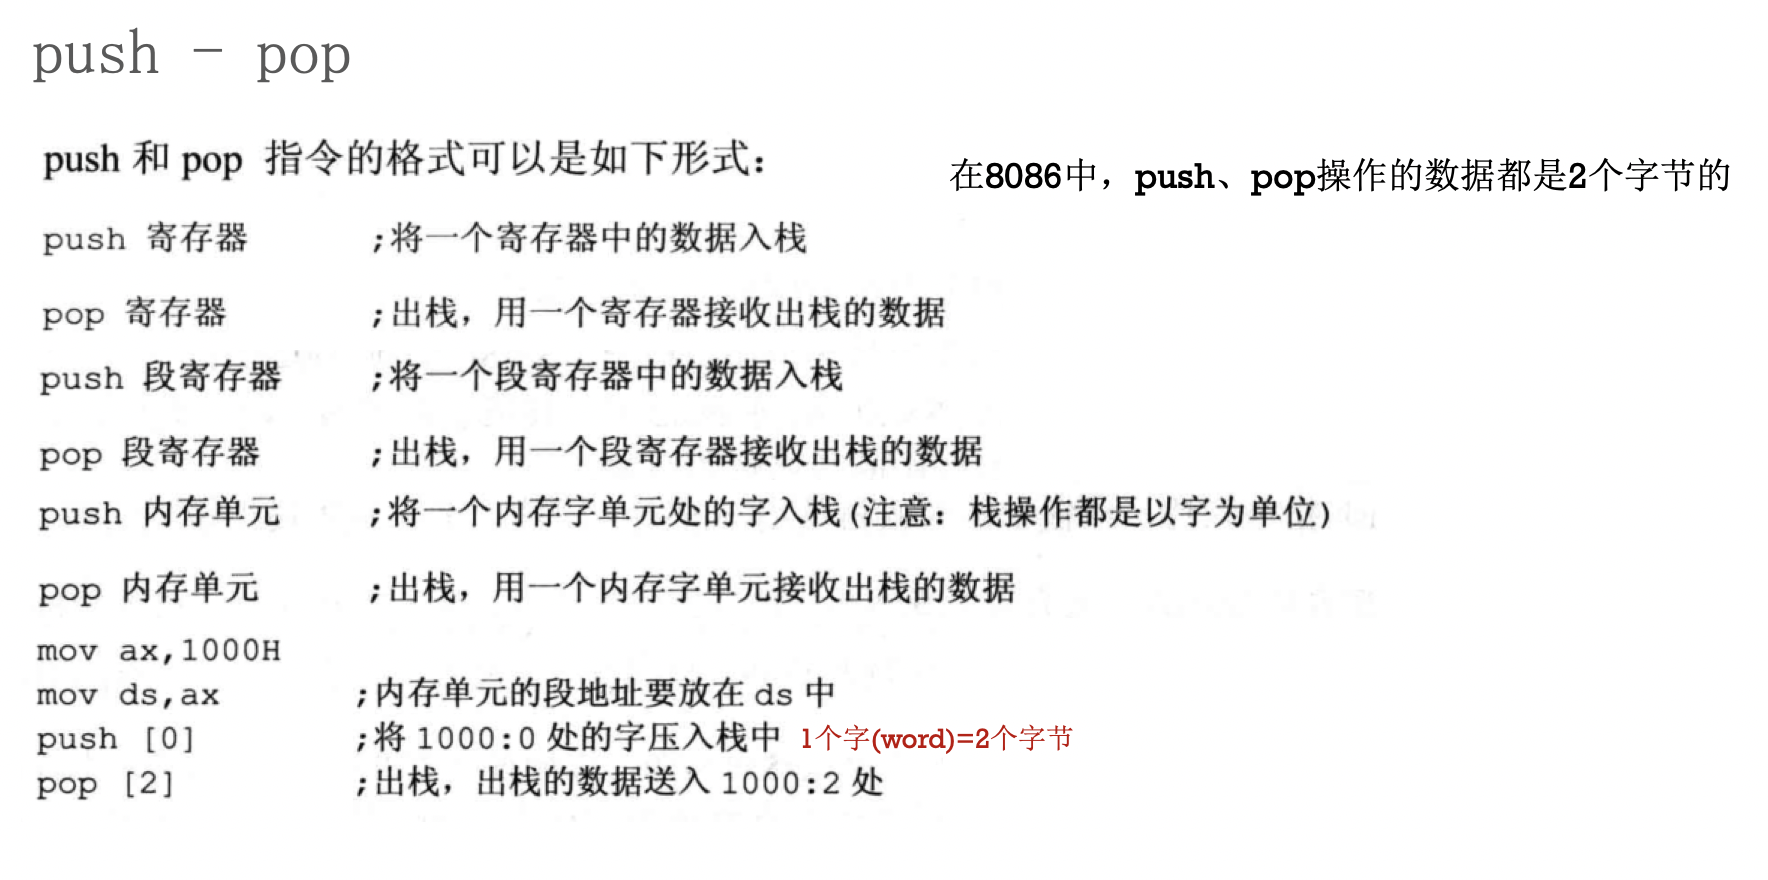 push - pop
push 和 pop 指令的格式可以是如下形式：
在8086中，push、pop操作的数据都是2个字节的
push 寄存器 ;将一个寄存器中的数据入栈
pop 寄存器 ;出栈，用一个寄存器接收出栈的数据
push 段寄存器 ;将一个段寄存器中的数据入栈
pop 段寄存器 ;出栈，用一个段寄存器接收出栈的数据
push 内存单元 ;将一个内存字单元处的字入栈(注意：栈操作都是以字为单位)
pop 内存单元 ;出栈，用一个内存字单元接收出栈的数据
mov ax,1000H
mov ds,ax ;内存单元的段地址要放在 ds 中
push [0] ;将 1000:0 处的字压入栈中 1个字(word)=2个字节
pop [2] ;出栈，出栈的数据送入 1000:2 处